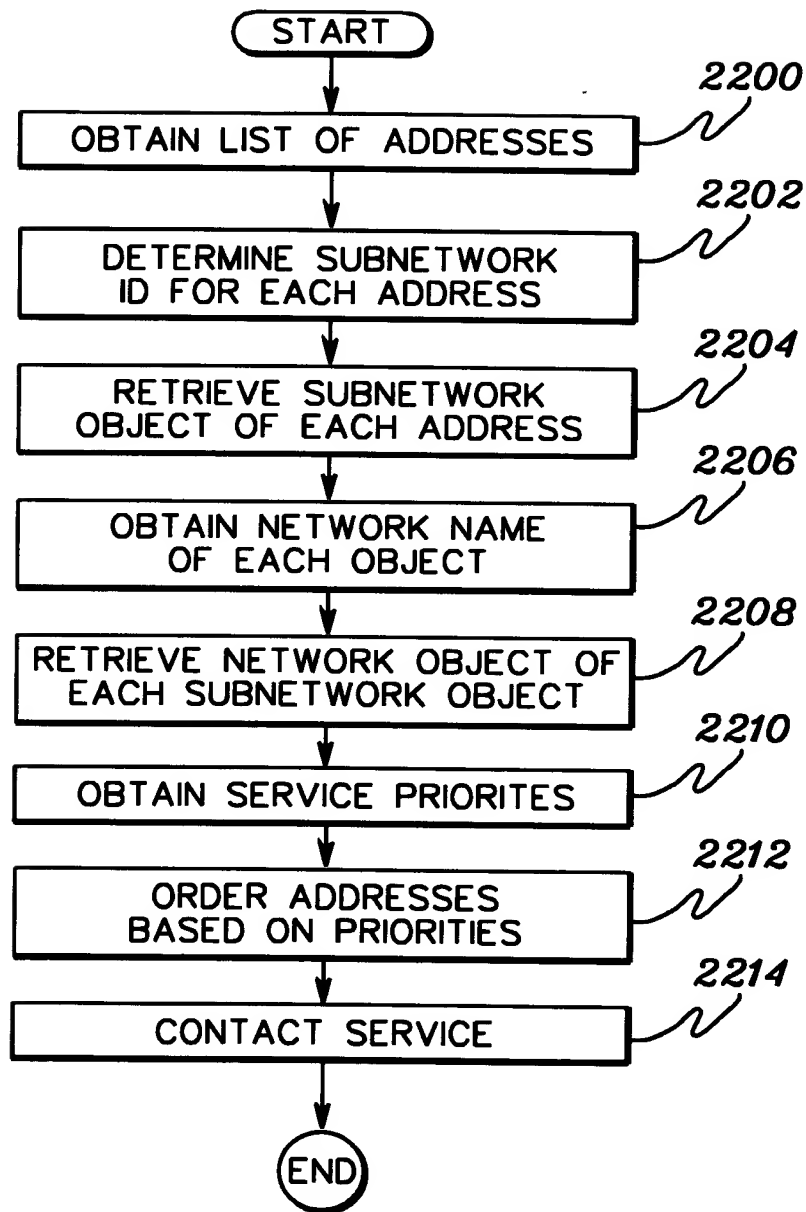 START
2200
OBTAIN LIST OF ADDRESSES
2202
DETERMINE SUBNETWORK
ID FOR EACH ADDRESS
2204
RETRIEVE SUBNETWORK
OBJECT OF EACH ADDRESS
2206
OBTAIN NETWORK NAME
OF EACH OBJECT
2208
RETRIEVE NETWORK OBJECT OF
EACH SUBNETWORK OBJECT
2210
OBTAIN SERVICE PRIORITES
2212
ORDER ADDRESSES
BASED ON PRIORITIES
2214
CONTACT SERVICE
END